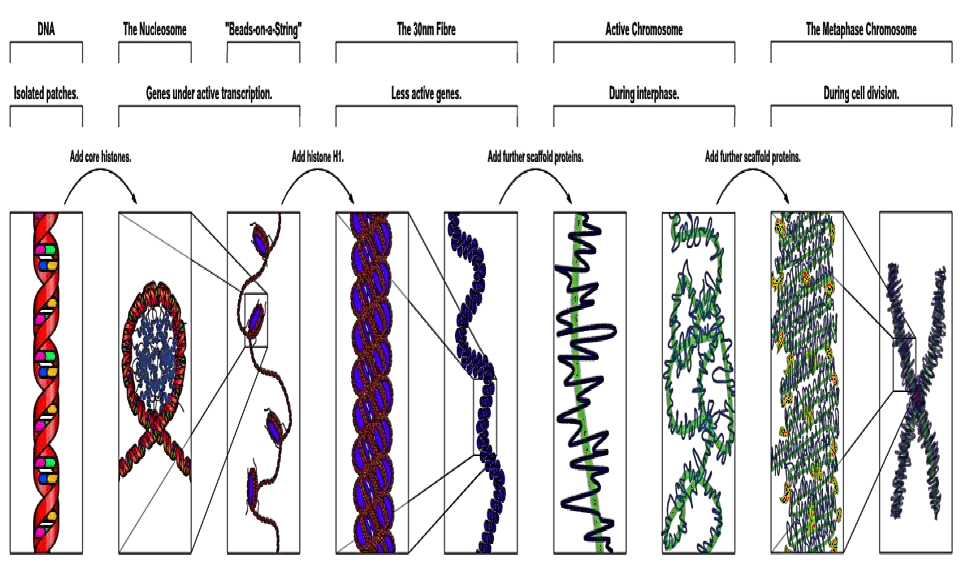 DNA
The Nucleosome
"Beads-on-a-String"
The 30nm Fibre
Active Chromosome
The Metaphase Chromosome
Isolated patches.
Genes under active transcription.
Less active genes.
During interphase.
During cell division.
Add core histones.
Add histone H1.
Add further scaffold proteins.
Add further scaffold proteins.